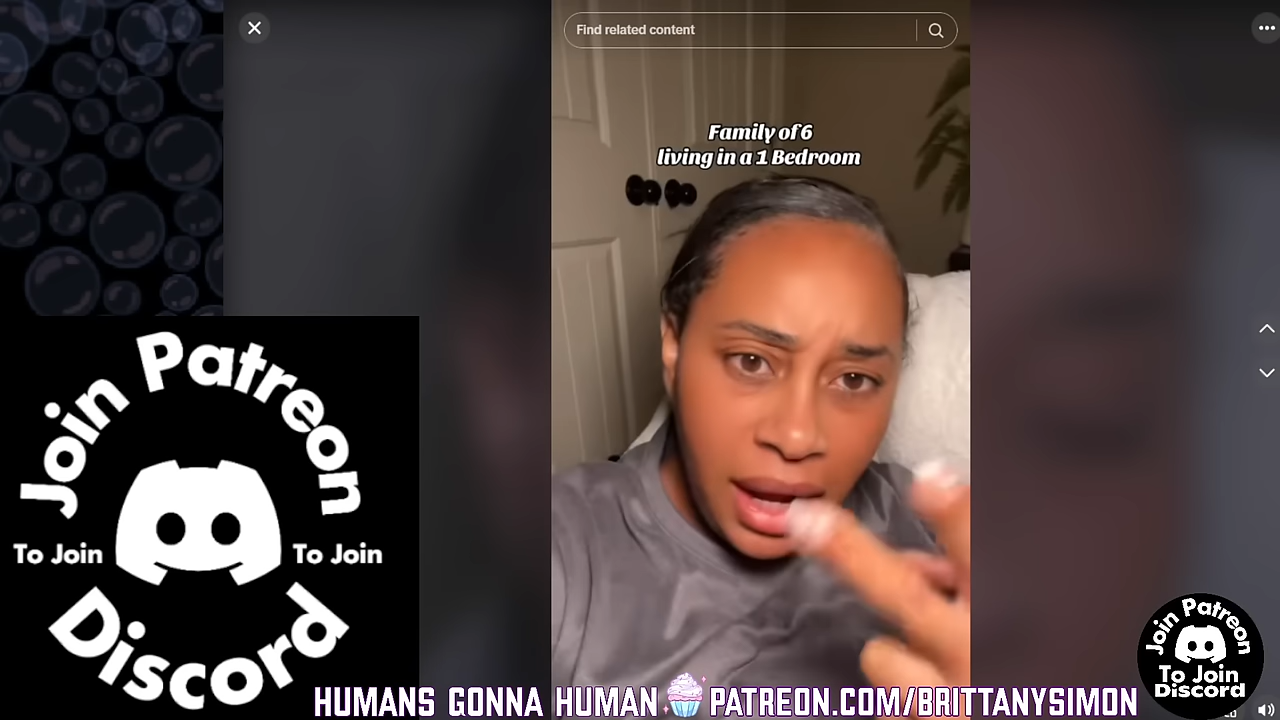 Find related content
Family of 6
living in a 1 Bedroom
Join Patreon
To Join
To Join
Discord
HUMANS GONNA HUMAN
PATREON.COM/BRITTANYSIMON
Join Patreon
To Join
Discord